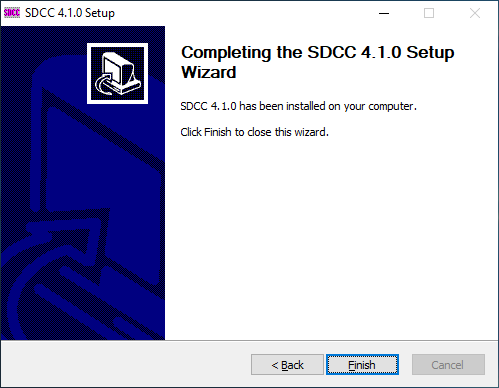 SDCC SDCC 4.1.0 Setup
Completing the SDCC 4.1.0 Setup
Wizard
SDCC 4.1.0 has been installed on your computer.
Click Finish to close this wizard.
< Back Finish Cancel